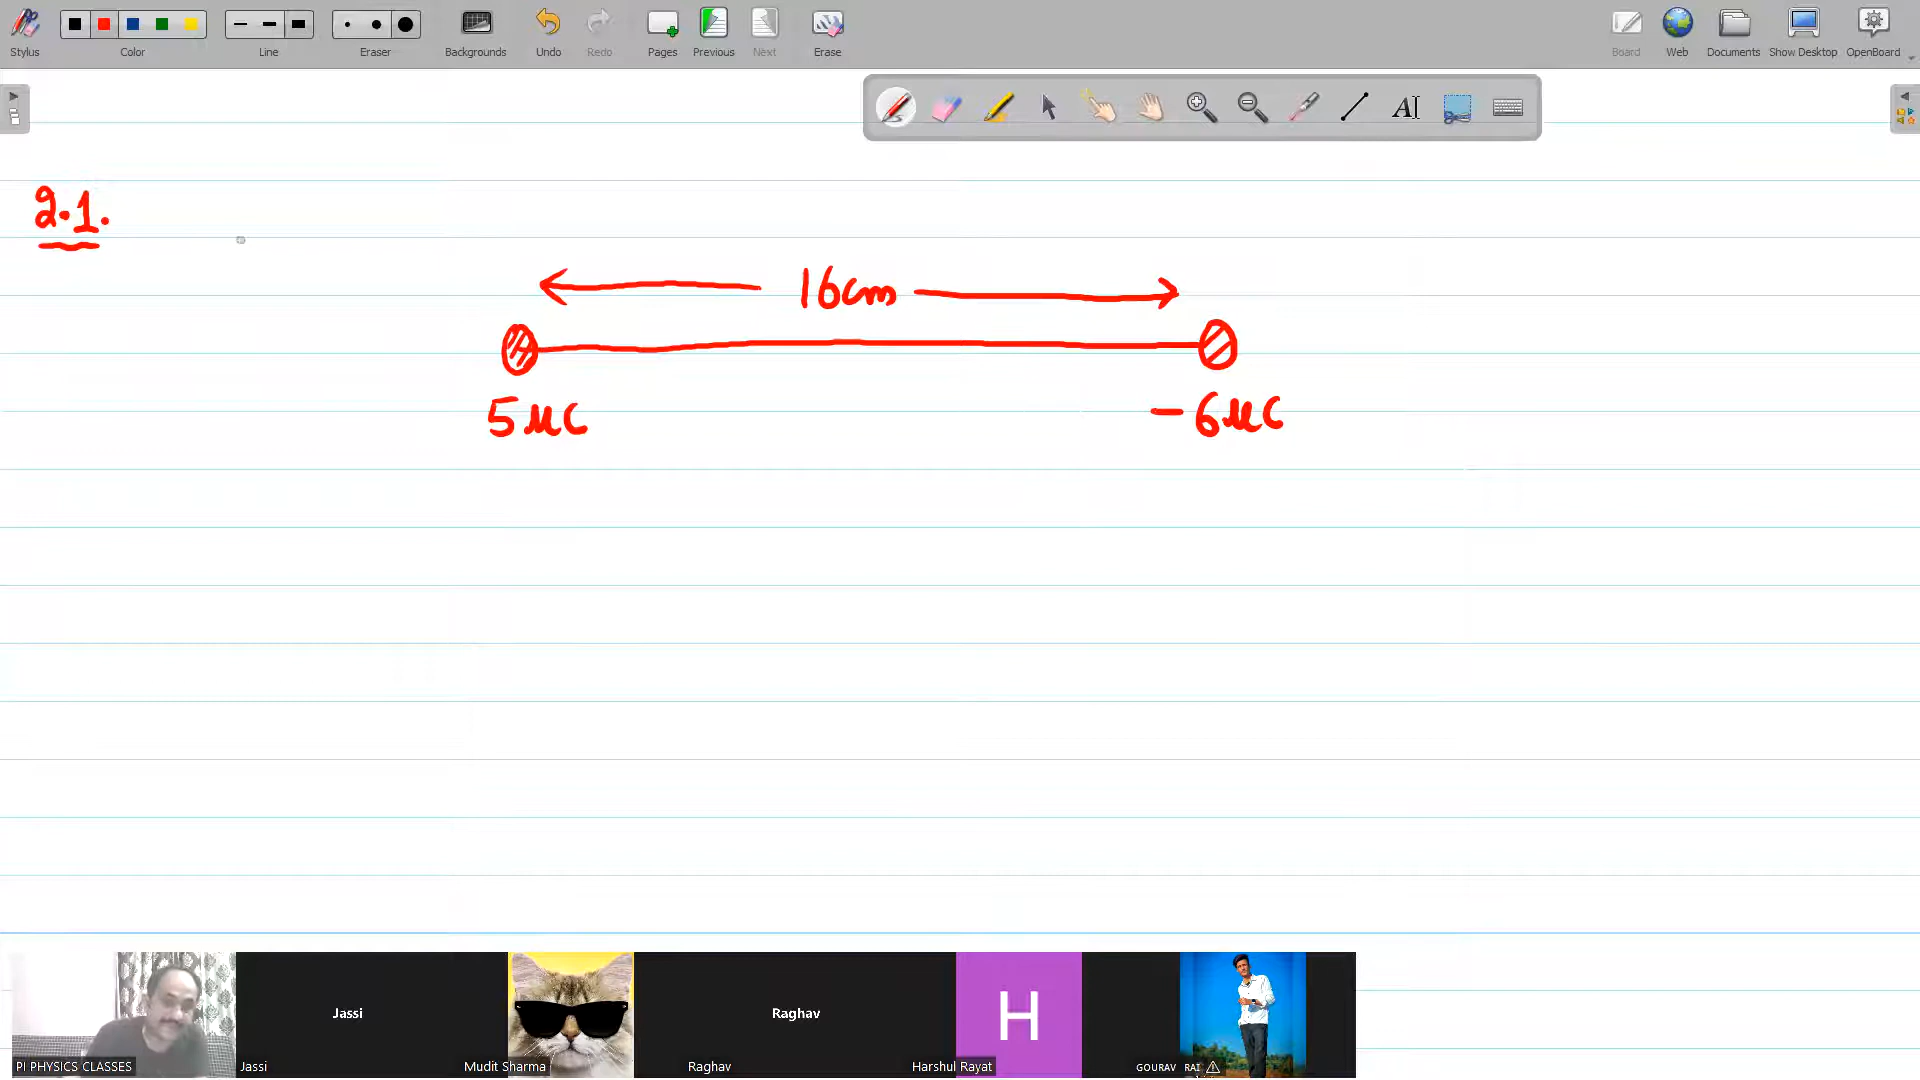 Stylus
Color
Line
Eraser
Backgrounds
Undo
Redo
Pages
Previous
Next
Erase
Board
Web
Documents
Show Desktop
OpenBoard
AI
2.1.
16cm
5μC
-6μC
PI PHYSICS CLASSES
Jassi
Jassi
Mudit Sharma
Raghav
Raghav
H
Harshul Rayat
GOURAV RAI